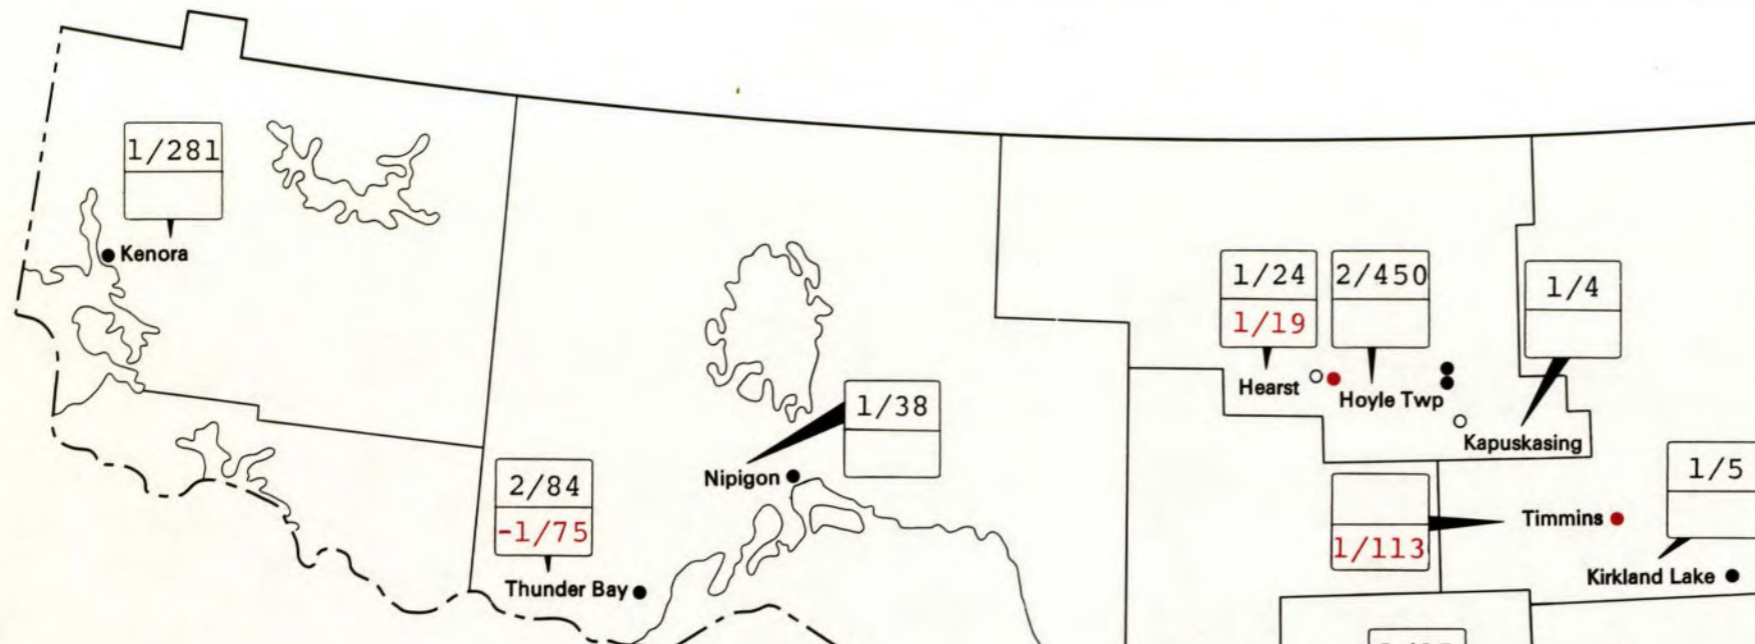 1/281
Kenora
1/24
1/19
Hearst
2/450
Hoyle Twp
1/4
Kapuskasing
1/38
Nipigon
2/84
-1/75
Thunder Bay
1/113
Timmins
1/5
Kirkland Lake